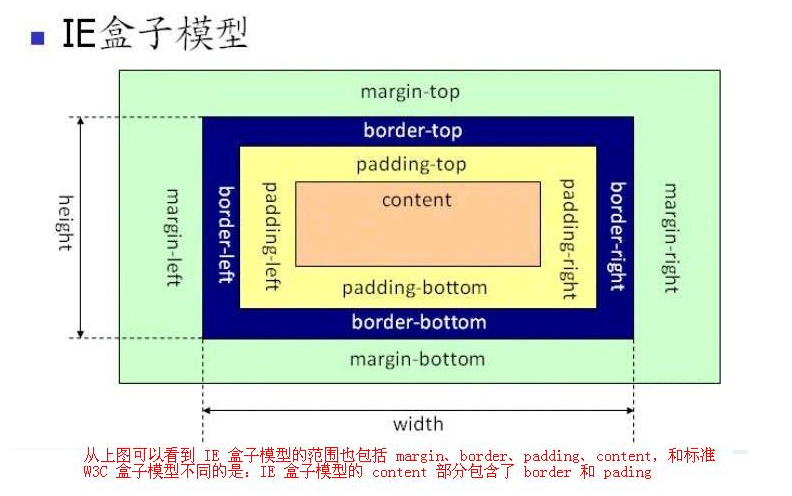 IE盒子模型
margin-top
border-top
padding-top
content
height
margin-left
border-left
padding-left
padding-right
border-right
margin-right
padding-bottom
border-bottom
margin-bottom
width
从上图可以看到 IE 盒子模型的范围也包括 margin、border、padding、content，和标准
W3C 盒子模型不同的是：IE 盒子模型的 content 部分包含了 border 和 pading